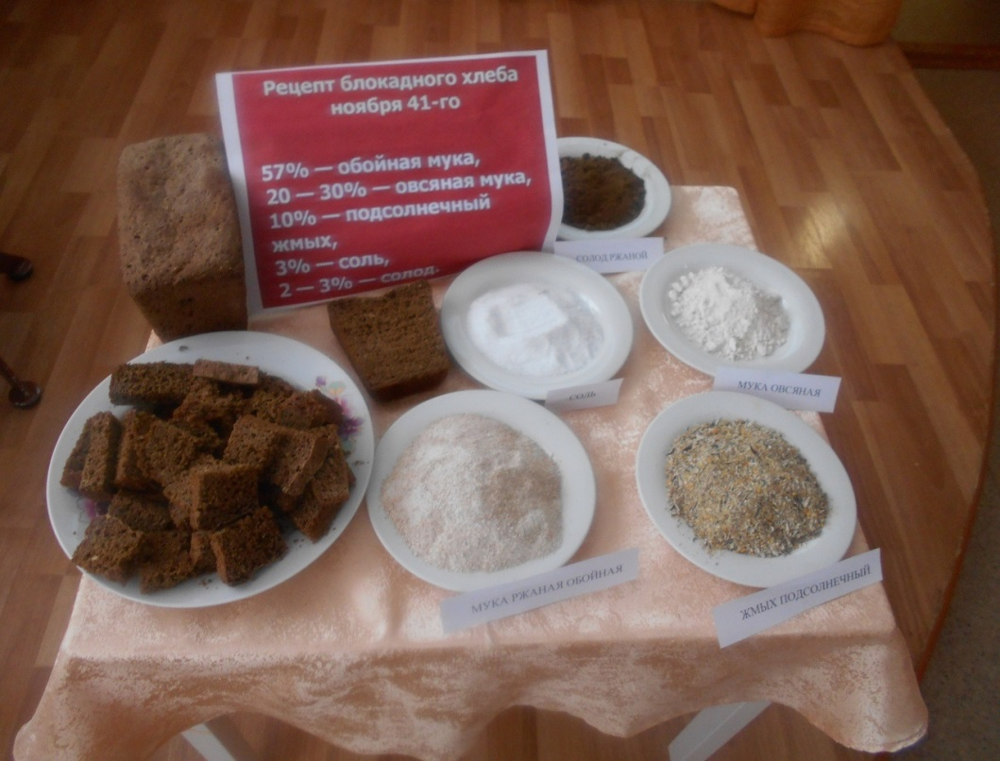 Рецепт блокадного хлеба
ноября 41-го
57% — обойная мука,
20 — 30% — овсяная мука,
10% — подсолнечный
жмых,
3% — соль,
2 — 3% — солод.
СОЛОД РЖАНОЙ
СОЛЬ
МУКА ОВСЯНАЯ
МУКА РЖАНАЯ ОБОЙНАЯ
ЖМЫХ ПОДСОЛНЕЧНЫЙ